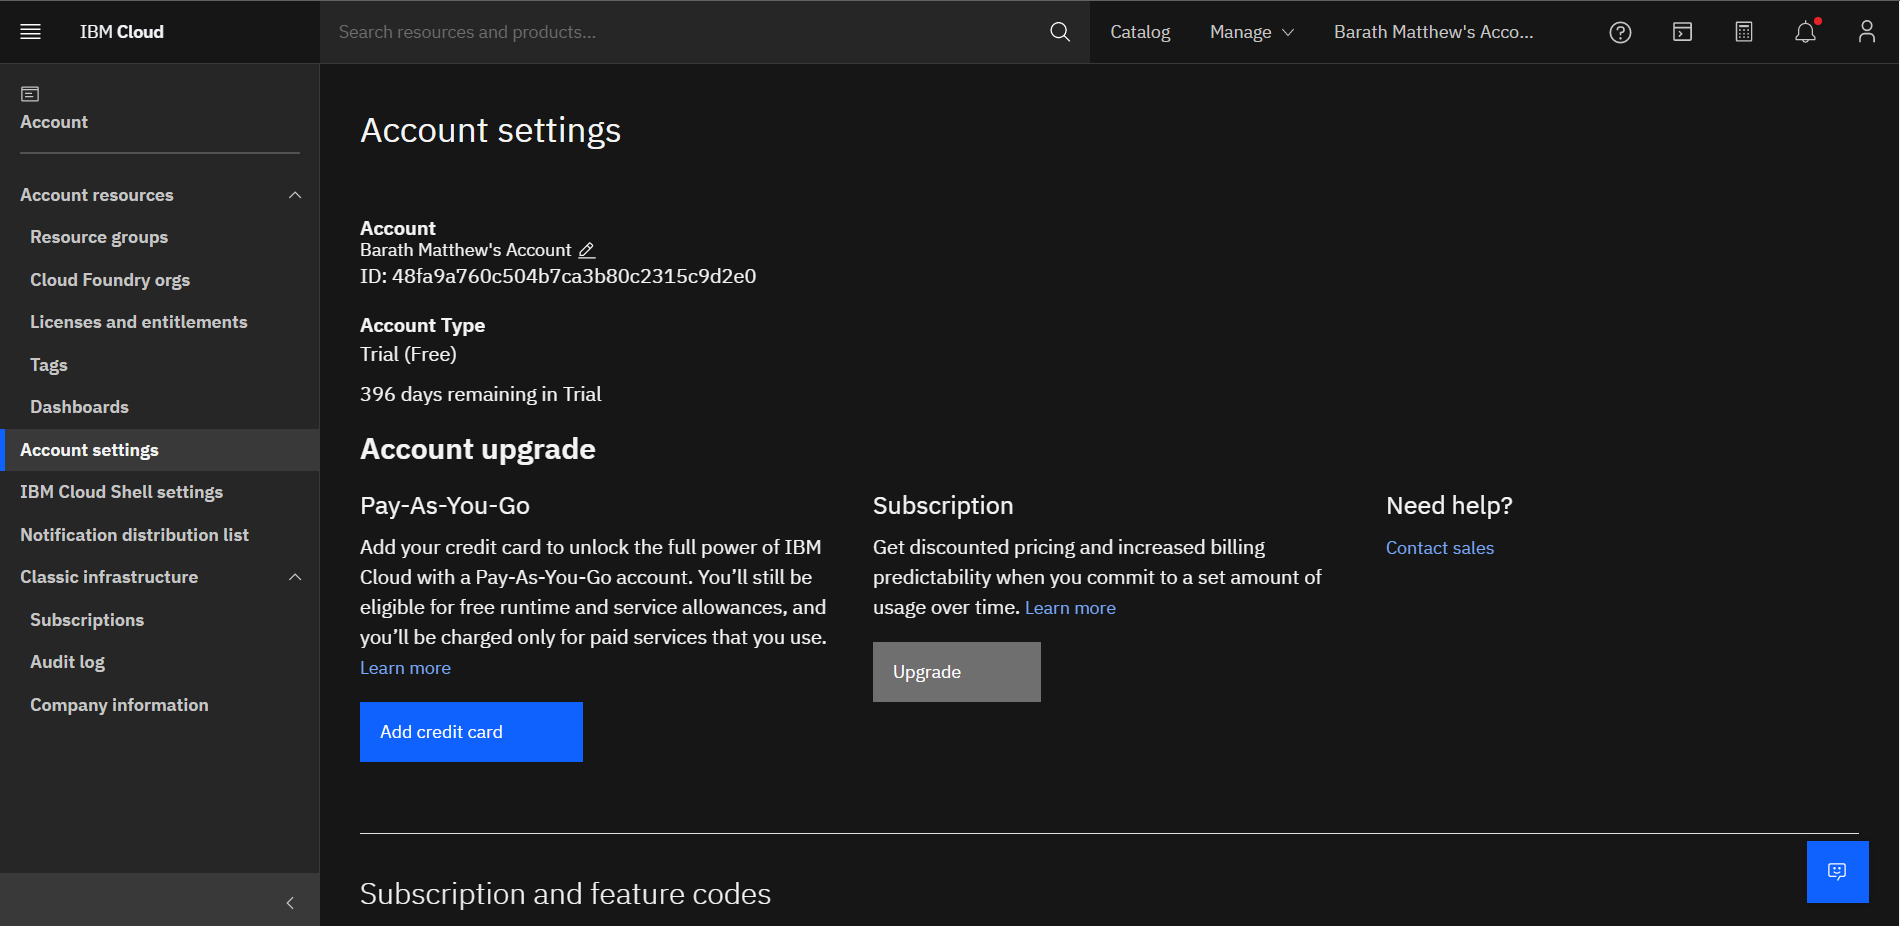 IBM Cloud
Search resources and products...
Catalog
Manage
Barath Matthew's Acco...
Account
Account resources
Resource groups
Cloud Foundry orgs
Licenses and entitlements
Tags
Dashboards
Account settings
IBM Cloud Shell settings
Notification distribution list
Classic infrastructure
Subscriptions
Audit log
Company information
Account settings
Account
Barath Matthew's Account
ID: 48fa9a760c504b7ca3b80c2315c9d2e0
Account Type
Trial (Free)
396 days remaining in Trial
Account upgrade
Pay-As-You-Go
Add your credit card to unlock the full power of IBM
Cloud with a Pay-As-You-Go account. You’ll still be
eligible for free runtime and service allowances, and
you’ll be charged only for paid services that you use.
Learn more
Add credit card
Subscription
Get discounted pricing and increased billing
predictability when you commit to a set amount of
usage over time. Learn more
Upgrade
Need help?
Contact sales
Subscription and feature codes